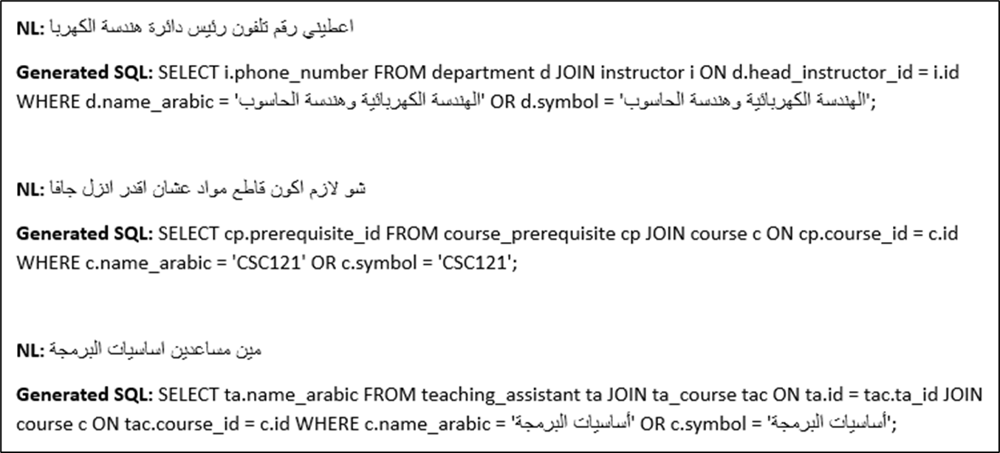 NL: اعطيني رقم تلفون رئيس دائرة هندسة الكهربا
Generated SQL: SELECT i.phone_number FROM department d JOIN instructor i ON d.head_instructor_id = i.id
WHERE d.name_arabic = 'الهندسة الكهربائية وهندسة الحاسوب' OR d.symbol = 'الهندسة الكهربائية وهندسة الحاسوب';
NL: شو لازم اكون قاطع مواد عشان اقدر انزل جافا
Generated SQL: SELECT cp.prerequisite_id FROM course_prerequisite cp JOIN course c ON cp.course_id = c.id
WHERE c.name_arabic = 'CSC121' OR c.symbol = 'CSC121';
NL: مين مساعدين اساسيات البرمجة
Generated SQL: SELECT ta.name_arabic FROM teaching_assistant ta JOIN ta_course tac ON ta.id = tac.ta_id JOIN
course c ON tac.course_id = c.id WHERE c.name_arabic = 'أساسيات البرمجة' OR c.symbol = 'أساسيات البرمجة';